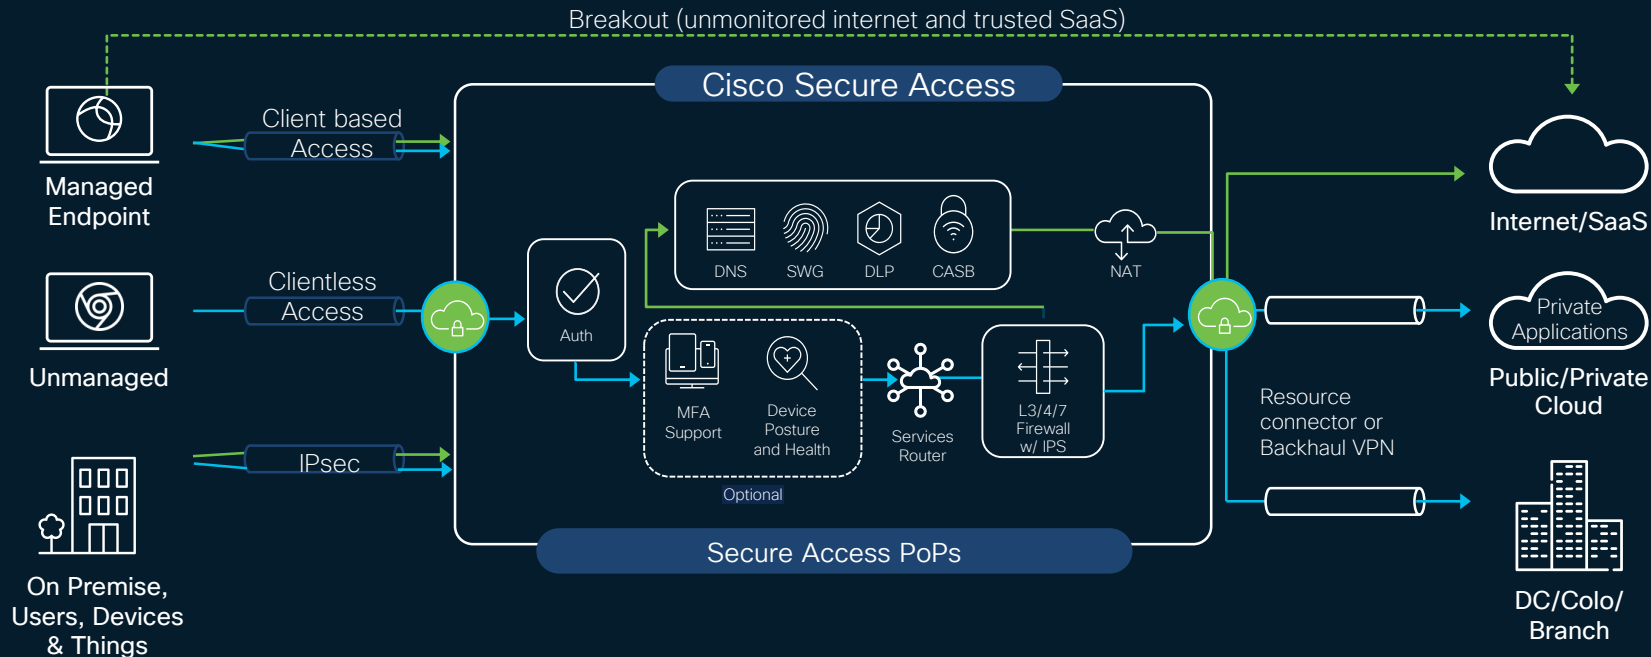 Breakout (unmonitored internet and trusted SaaS)
Cisco Secure Access
Client based
Access
Managed
Endpoint
Clientless
Access
Unmanaged
IPsec
On Premise,
Users, Devices
& Things
Auth
DNS
SWG
DLP
CASB
NAT
MFA
Support
Device
Posture
and Health
Optional
Services
Router
L3/4/7
Firewall
w/ IPS
Secure Access PoPs
Internet/SaaS
Private
Applications
Public/Private
Cloud
Resource
connector or
Backhaul VPN
DC/Colo/
Branch